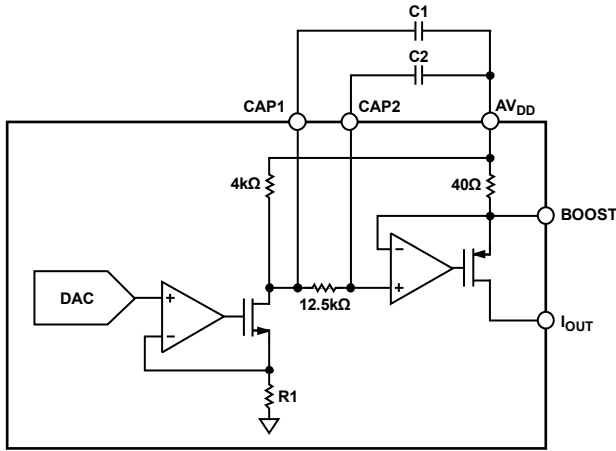 C1
C2
CAP1
CAP2
AVDD
4kΩ
40Ω
BOOST
DAC
+
−
12.5kΩ
−
+
IOUT
R1